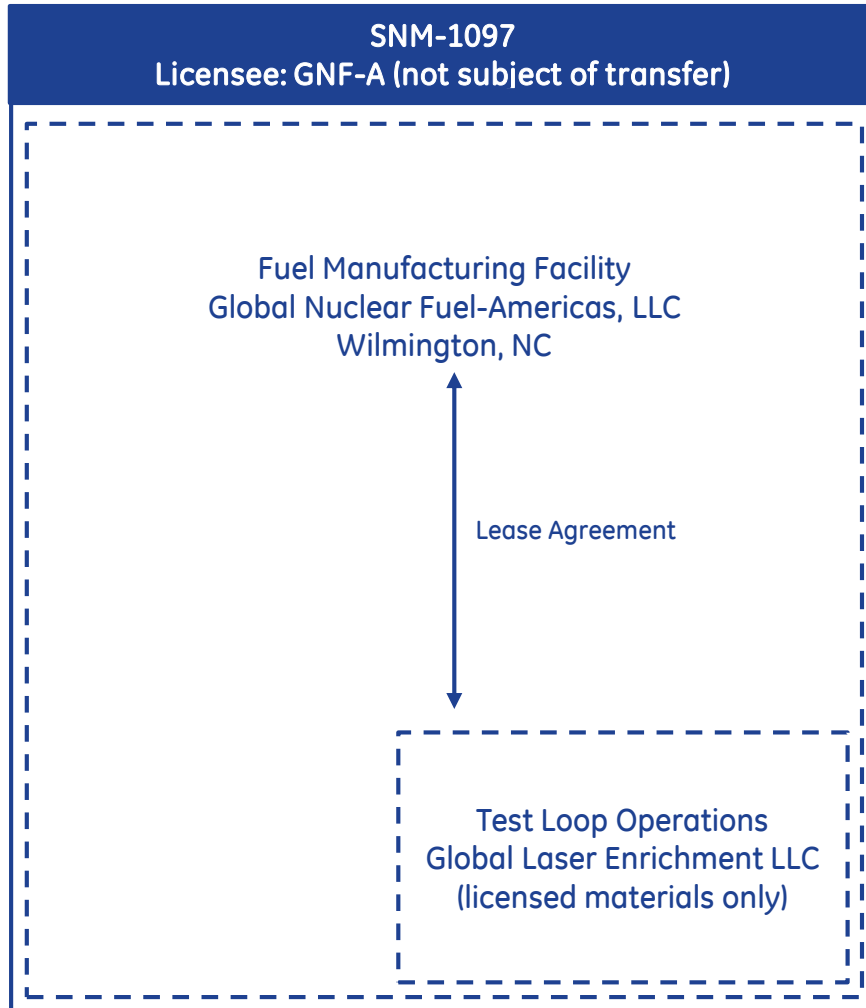 SNM-1097
Licensee: GNF-A (not subject of transfer)
Fuel Manufacturing Facility
Global Nuclear Fuel-Americas, LLC
Wilmington, NC
Lease Agreement
Test Loop Operations
Global Laser Enrichment LLC
(licensed materials only)